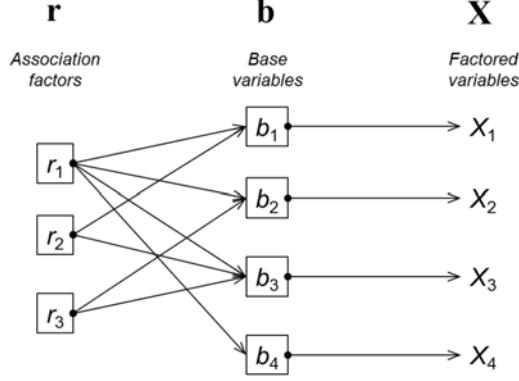 r b X
Association factors Base variables Factored variables
r1 b1 X1
r2 b2 X2
r3 b3 X3
b4 X4